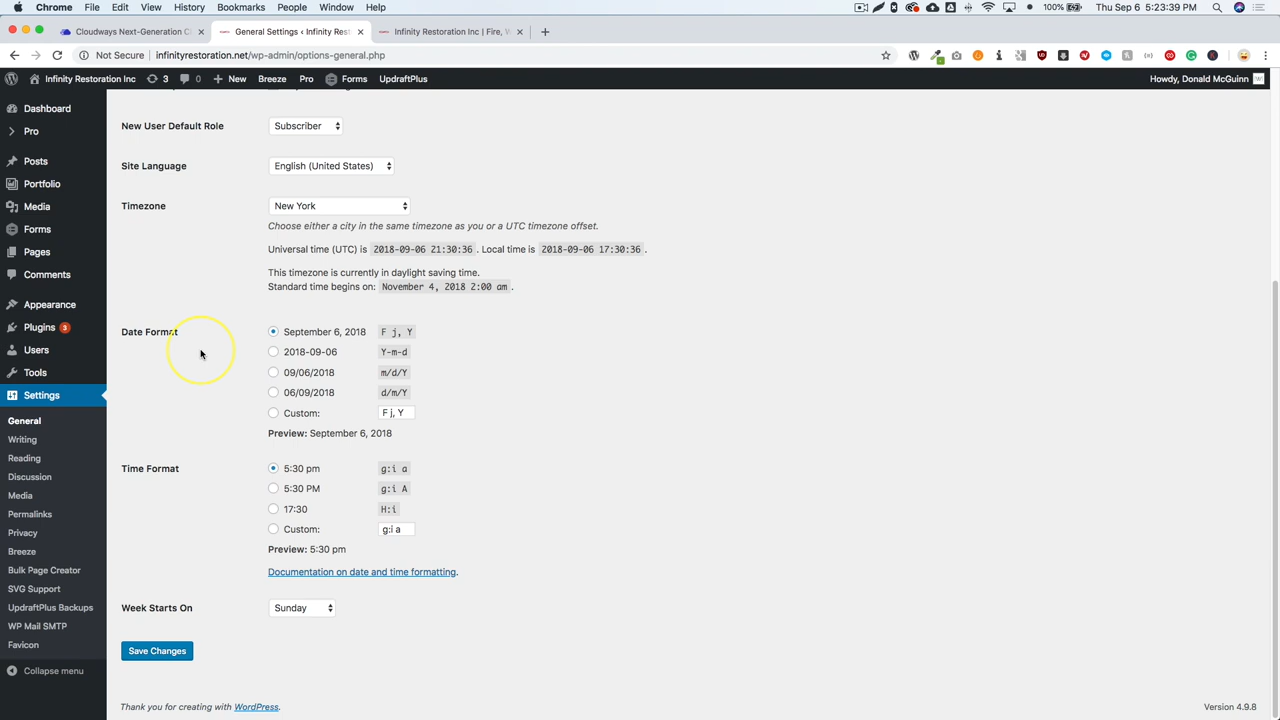 Chrome File Edit View History Bookmarks People Window Help 100% Thu Sep 6 5:23:39 PM
Cloudways Next-Generation C General Settings ‹ Infinity Rest Infinity Restoration Inc | Fire, W
Not Secure infinityrestoration.net/wp-admin/options-general.php
Infinity Restoration Inc 3 0 + New Breeze Pro Forms UpdraftPlus Howdy, Donald McGuinn
Dashboard
Pro
Posts
Portfolio
Media
Forms
Pages
Comments
Appearance
Plugins 3
Users
Tools
Settings
General
Writing
Reading
Discussion
Media
Permalinks
Privacy
Breeze
Bulk Page Creator
SVG Support
UpdraftPlus Backups
WP Mail SMTP
Favicon
Collapse menu
New User Default Role Subscriber
Site Language English (United States)
Timezone New York
Choose either a city in the same timezone as you or a UTC timezone offset.
Universal time (UTC) is 2018-09-06 21:30:36 . Local time is 2018-09-06 17:30:36 .
This timezone is currently in daylight saving time.
Standard time begins on: November 4, 2018 2:00 am .
Date Format September 6, 2018 F j, Y
2018-09-06 Y-m-d
09/06/2018 m/d/Y
06/09/2018 d/m/Y
Custom: F j, Y
Preview: September 6, 2018
Time Format 5:30 pm g:i a
5:30 PM g:i A
17:30 H:i
Custom: g:i a
Preview: 5:30 pm
Documentation on date and time formatting.
Week Starts On Sunday
Save Changes
Thank you for creating with WordPress. Version 4.9.8